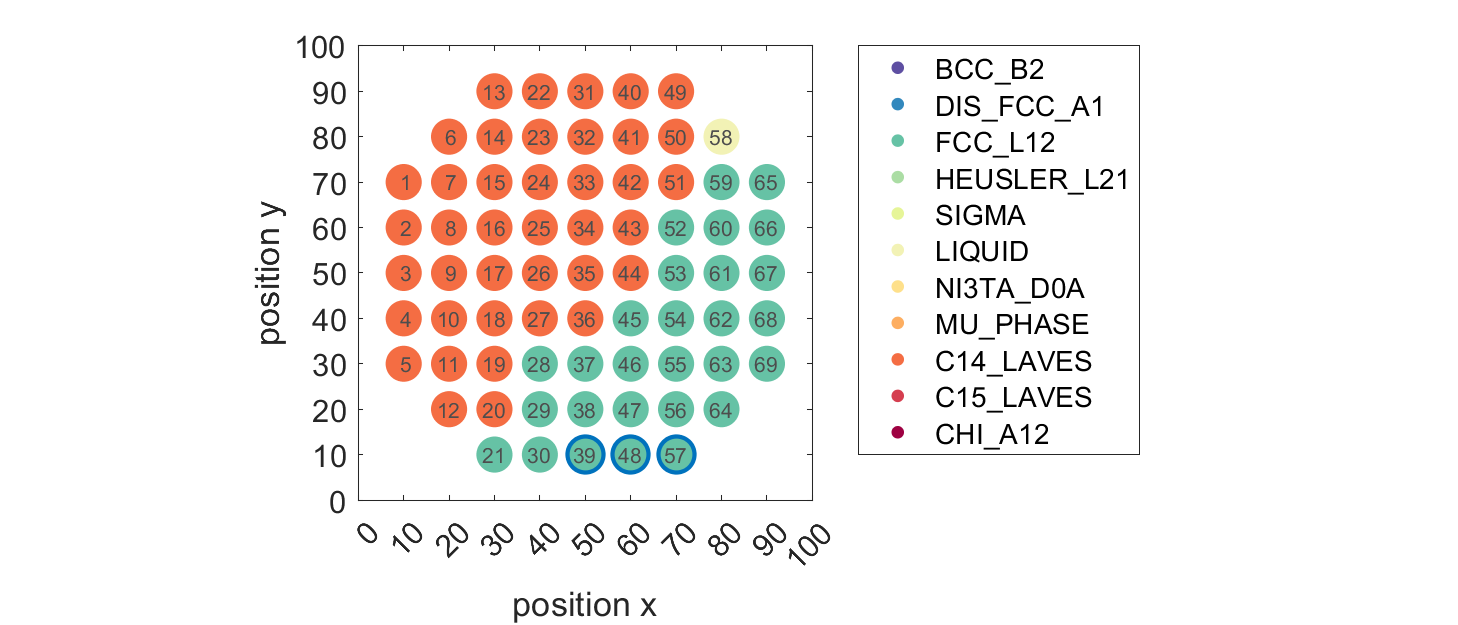 100
90
80
70
60
50
40
30
20
10
0
position y
13 22 31 40 49
6 14 23 32 41 50 58
1 7 15 24 33 42 51 59 65
2 8 16 25 34 43 52 60 66
3 9 17 26 35 44 53 61 67
4 10 18 27 36 45 54 62 68
5 11 19 28 37 46 55 63 69
12 20 29 38 47 56 64
21 30 39 48 57
0 10 20 30 40 50 60 70 80 90 100
position x
BCC_B2
DIS_FCC_A1
FCC_L12
HEUSLER_L21
SIGMA
LIQUID
NI3TA_D0A
MU_PHASE
C14_LAVES
C15_LAVES
CHI_A12